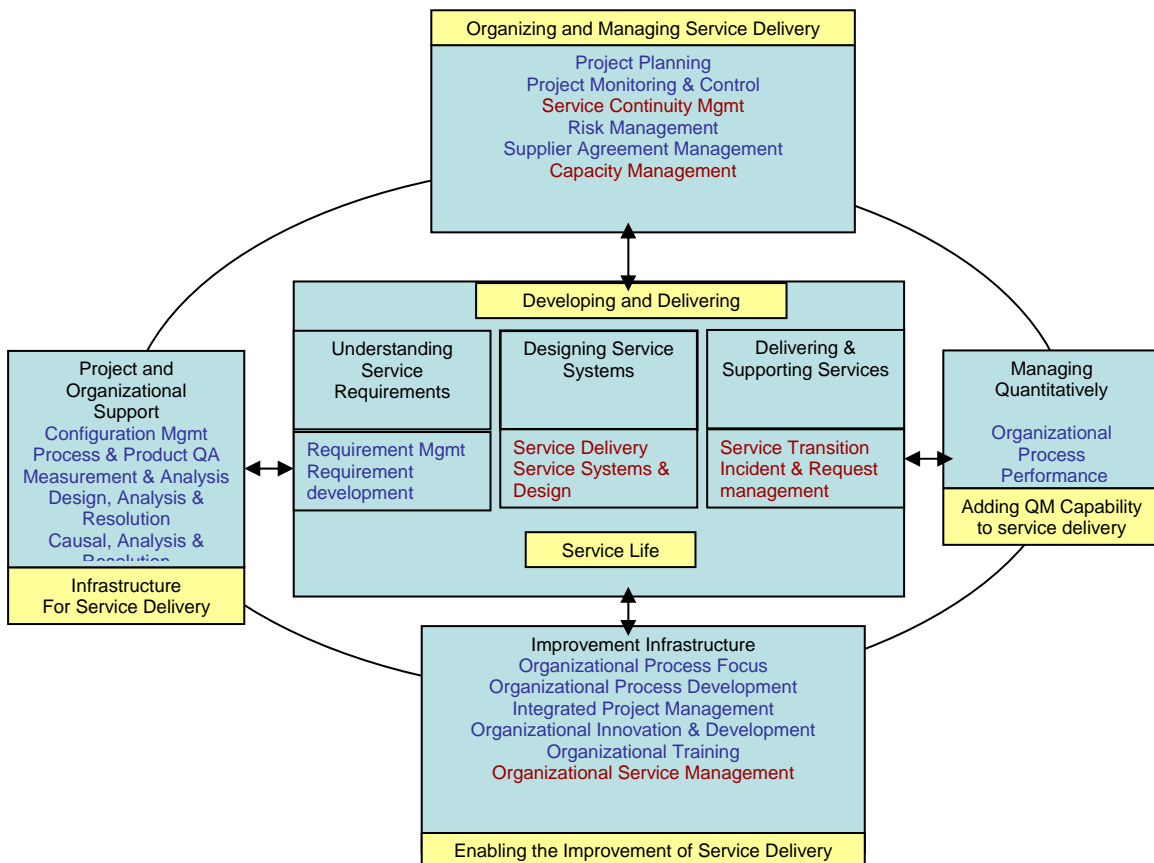 Organizing and Managing Service Delivery
Project Planning
Project Monitoring & Control
Service Continuity Mgmt
Risk Management
Supplier Agreement Management
Capacity Management
Developing and Delivering
Understanding
Service
Requirements
Requirement Mgmt
Requirement
development
Designing Service
Systems
Service Delivery
Service Systems &
Design
Delivering &
Supporting Services
Service Transition
Incident & Request
management
Service Life
Project and
Organizational
Support
Configuration Mgmt
Process & Product QA
Measurement & Analysis
Design, Analysis &
Resolution
Causal, Analysis &
Resolution
Infrastructure
For Service Delivery
Managing
Quantitatively
Organizational
Process
Performance
Adding QM Capability
to service delivery
Improvement Infrastructure
Organizational Process Focus
Organizational Process Development
Integrated Project Management
Organizational Innovation & Development
Organizational Training
Organizational Service Management
Enabling the Improvement of Service Delivery